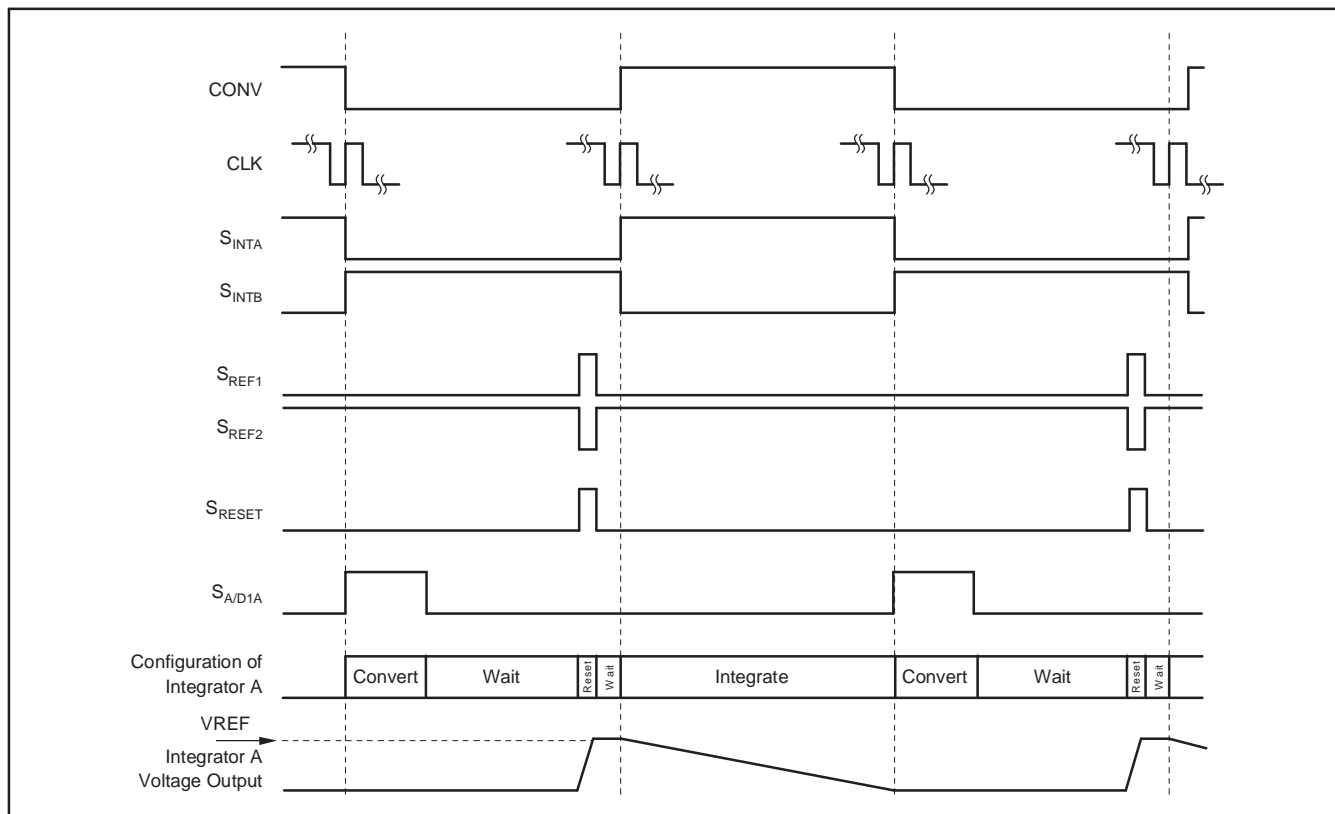 CONV
CLK
SINTA
SINTB
SREF1
SREF2
SRESET
SA/D1A
Configuration of
Integrator A
Convert
Wait
Reset
Wait
Integrate
Convert
Wait
Reset
Wait
VREF
Integrator A
Voltage Output